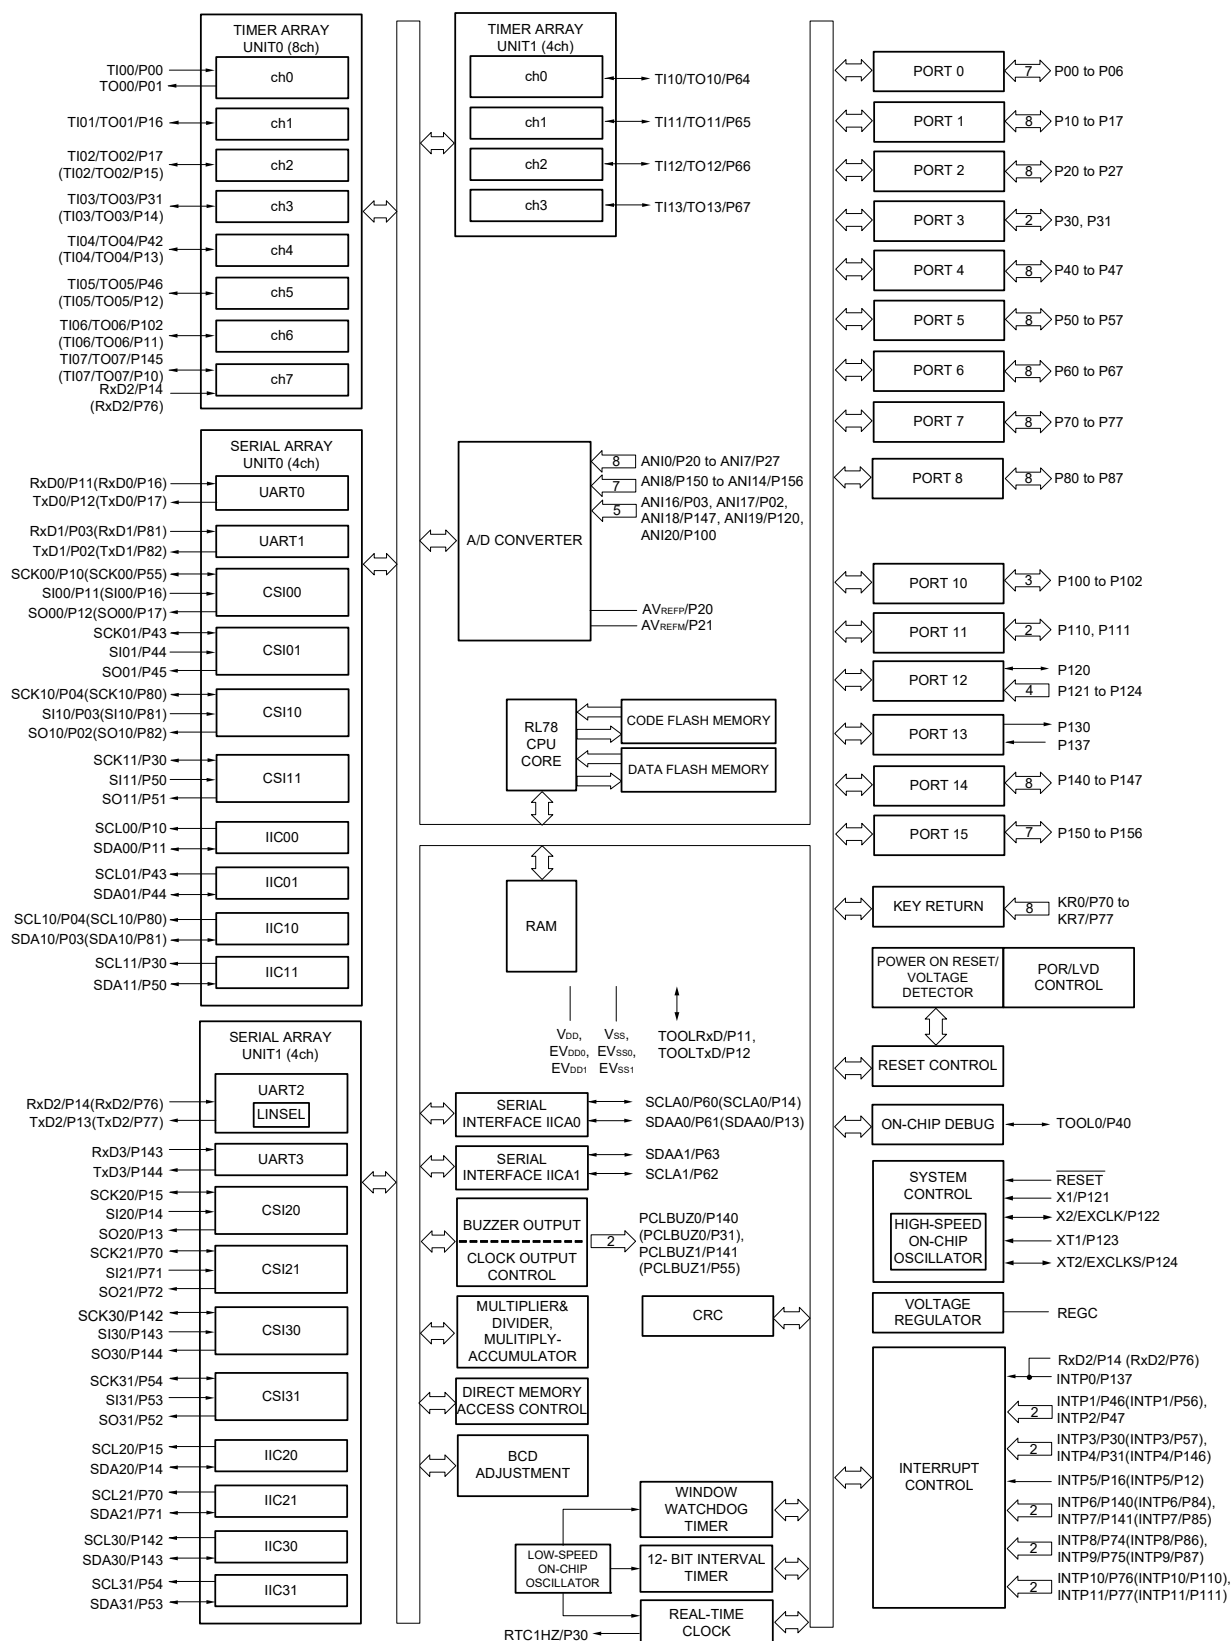 TIMER ARRAY
UNIT0 (8ch)
TI00/P00
TO00/P01
ch0
TI01/TO01/P16
ch1
TI02/TO02/P17
(TI02/TO02/P15)
ch2
TI03/TO03/P31
(TI03/TO03/P14)
ch3
TI04/TO04/P42
(TI04/TO04/P13)
ch4
TI05/TO05/P46
(TI05/TO05/P12)
ch5
TI06/TO06/P102
(TI06/TO06/P11)
ch6
TI07/TO07/P145
(TI07/TO07/P10)
ch7
RxD2/P14
(RxD2/P76)
SERIAL ARRAY
UNIT0 (4ch)
RxD0/P11(RxD0/P16)
TxD0/P12(TxD0/P17)
UART0
RxD1/P03(RxD1/P81)
TxD1/P02(TxD1/P82)
UART1
SCK00/P10(SCK00/P55)
SI00/P11(SI00/P16)
SO00/P12(SO00/P17)
CSI00
SCK01/P43
SI01/P44
SO01/P45
CSI01
SCK10/P04(SCK10/P80)
SI10/P03(SI10/P81)
SO10/P02(SO10/P82)
CSI10
SCK11/P30
SI11/P50
SO11/P51
CSI11
SCL00/P10
SDA00/P11
IIC00
SCL01/P43
SDA01/P44
IIC01
SCL10/P04(SCL10/P80)
SDA10/P03(SDA10/P81)
IIC10
SCL11/P30
SDA11/P50
IIC11
SERIAL ARRAY
UNIT1 (4ch)
UART2
LINSEL
RxD2/P14(RxD2/P76)
TxD2/P13(TxD2/P77)
RxD3/P143
TxD3/P144
UART3
SCK20/P15
SI20/P14
SO20/P13
CSI20
SCK21/P70
SI21/P71
SO21/P72
CSI21
SCK30/P142
SI30/P143
SO30/P144
CSI30
SCK31/P54
SI31/P53
SO31/P52
CSI31
SCL20/P15
SDA20/P14
IIC20
SCL21/P70
SDA21/P71
IIC21
SCL30/P142
SDA30/P143
IIC30
SCL31/P54
SDA31/P53
IIC31
TIMER ARRAY
UNIT1 (4ch)
ch0
TI10/TO10/P64
ch1
TI11/TO11/P65
ch2
TI12/TO12/P66
ch3
TI13/TO13/P67
A/D CONVERTER
8
ANI0/P20 to ANI7/P27
7
ANI8/P150 to ANI14/P156
5
ANI16/P03, ANI17/P02,
ANI18/P147, ANI19/P120,
ANI20/P100
AVREFP/P20
AVREFM/P21
RL78
CPU
CORE
CODE FLASH MEMORY
DATA FLASH MEMORY
RAM
VDD,
EVDD0,
EVDD1
VSS,
EVSS0,
EVSS1
TOOLRxD/P11,
TOOLTxD/P12
SERIAL
INTERFACE IICA0
SCLA0/P60(SCLA0/P14)
SDAA0/P61(SDAA0/P13)
SERIAL
INTERFACE IICA1
SDAA1/P63
SCLA1/P62
BUZZER OUTPUT
CLOCK OUTPUT
CONTROL
2
PCLBUZ0/P140
(PCLBUZ0/P31),
PCLBUZ1/P141
(PCLBUZ1/P55)
MULTIPLIER&
DIVIDER,
MULITIPLY-
ACCUMULATOR
CRC
DIRECT MEMORY
ACCESS CONTROL
BCD
ADJUSTMENT
WINDOW
WATCHDOG
TIMER
LOW-SPEED
ON-CHIP
OSCILLATOR
12- BIT INTERVAL
TIMER
REAL-TIME
CLOCK
RTC1HZ/P30
PORT 0
7
P00 to P06
PORT 1
8
P10 to P17
PORT 2
8
P20 to P27
PORT 3
2
P30, P31
PORT 4
8
P40 to P47
PORT 5
8
P50 to P57
PORT 6
8
P60 to P67
PORT 7
8
P70 to P77
PORT 8
8
P80 to P87
PORT 10
3
P100 to P102
PORT 11
2
P110, P111
PORT 12
P120
4
P121 to P124
PORT 13
P130
P137
PORT 14
8
P140 to P147
PORT 15
7
P150 to P156
KEY RETURN
8
KR0/P70 to
KR7/P77
POWER ON RESET/
VOLTAGE
DETECTOR
POR/LVD
CONTROL
RESET CONTROL
ON-CHIP DEBUG
TOOL0/P40
SYSTEM
CONTROL
HIGH-SPEED
ON-CHIP
OSCILLATOR
RESET
X1/P121
X2/EXCLK/P122
XT1/P123
XT2/EXCLKS/P124
VOLTAGE
REGULATOR
REGC
INTERRUPT
CONTROL
RxD2/P14 (RxD2/P76)
INTP0/P137
2
INTP1/P46(INTP1/P56),
INTP2/P47
2
INTP3/P30(INTP3/P57),
INTP4/P31(INTP4/P146)
INTP5/P16(INTP5/P12)
2
INTP6/P140(INTP6/P84),
INTP7/P141(INTP7/P85)
2
INTP8/P74(INTP8/P86),
INTP9/P75(INTP9/P87)
2
INTP10/P76(INTP10/P110),
INTP11/P77(INTP11/P111)